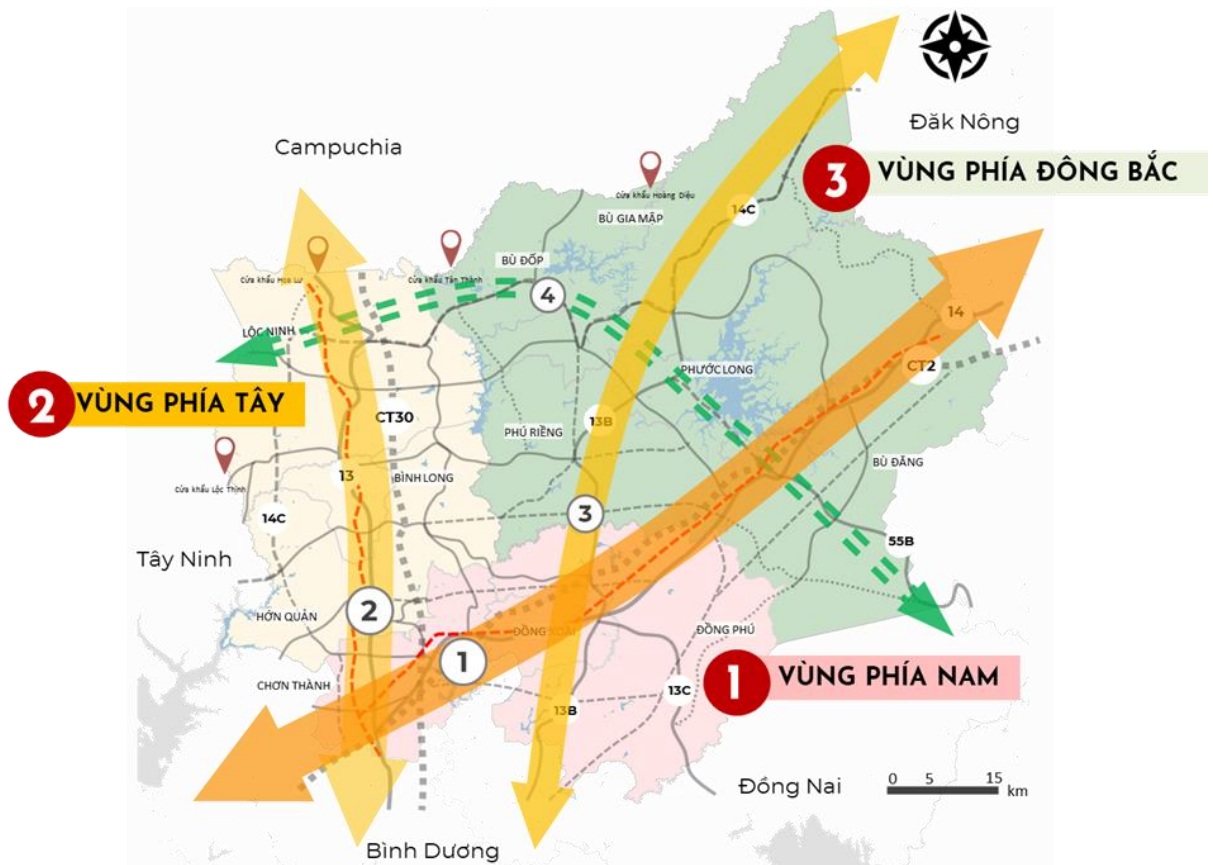 Đăk Nông
Campuchia
3
VÙNG PHÍA ĐÔNG BẮC
Cửa khẩu Hoàng Diệu
BÙ GIA MẬP
14C
BÙ ĐỐP
Cửa khẩu Hoa Lư
Cửa khẩu Tân Thành
4
14
LỘC NINH
CT2
PHƯỚC LONG
2
VÙNG PHÍA TÂY
CT30
13B
PHÚ RIỀNG
BÙ ĐĂNG
13
BÌNH LONG
Cửa khẩu Lộc Thịnh
14C
3
55B
Tây Ninh
HỚN QUẢN
2
ĐỒNG XOÀI
ĐỒNG PHÚ
1
CHƠN THÀNH
1
VÙNG PHÍA NAM
13C
13B
Đồng Nai
0 5 15
km
Bình Dương